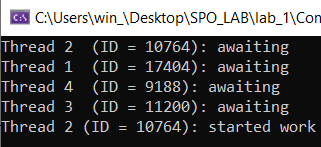 C:\Users\win_\Desktop\SPO_LAB\lab_1\Con
Thread 2  (ID = 10764): awaiting
Thread 1  (ID = 17404): awaiting
Thread 4  (ID = 9188): awaiting
Thread 3  (ID = 11200): awaiting
Thread 2 (ID = 10764): started work